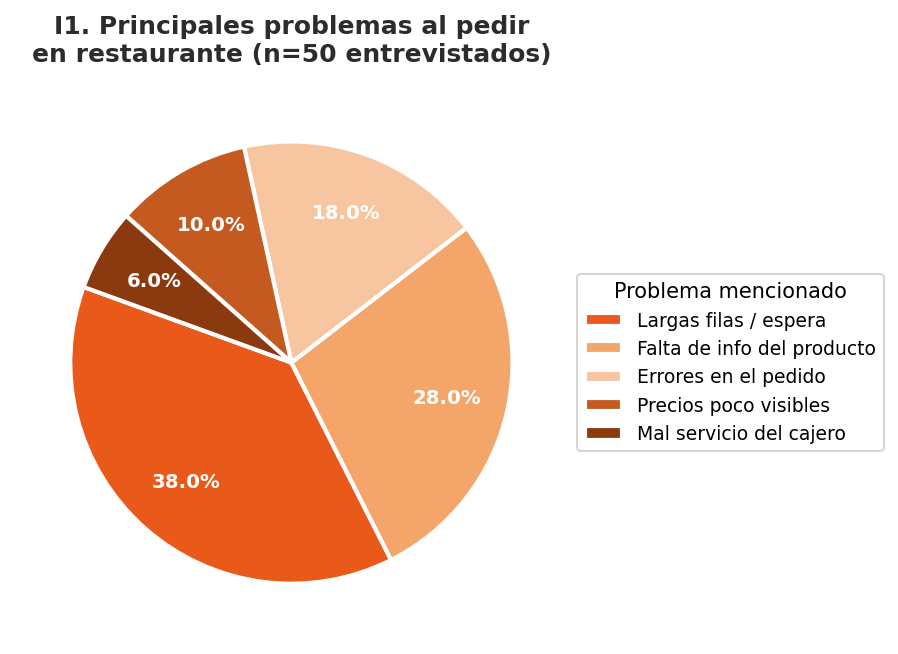 I1. Principales problemas al pedir
en restaurante (n=50 entrevistados)
18.0%
10.0%
6.0%
28.0%
38.0%
Problema mencionado
Largas filas / espera
Falta de info del producto
Errores en el pedido
Precios poco visibles
Mal servicio del cajero